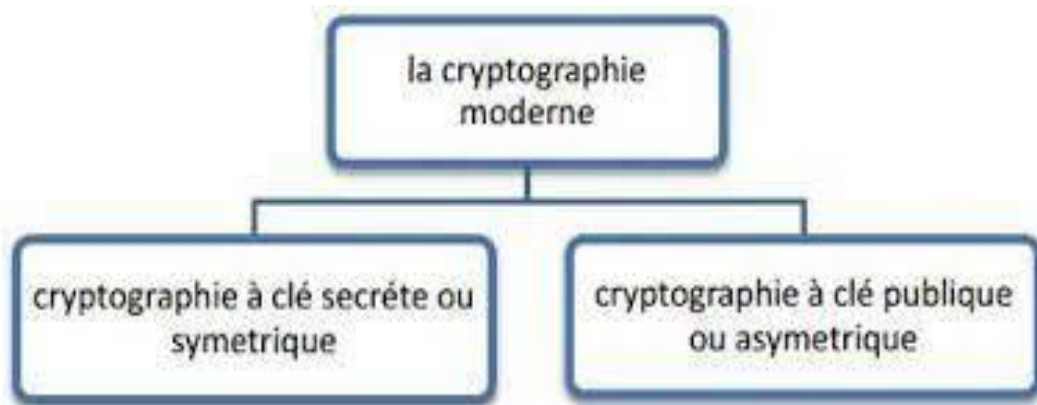 la cryptographie
moderne
cryptographie à clé secréte ou
symetrique
cryptographie à clé publique
ou asymetrique